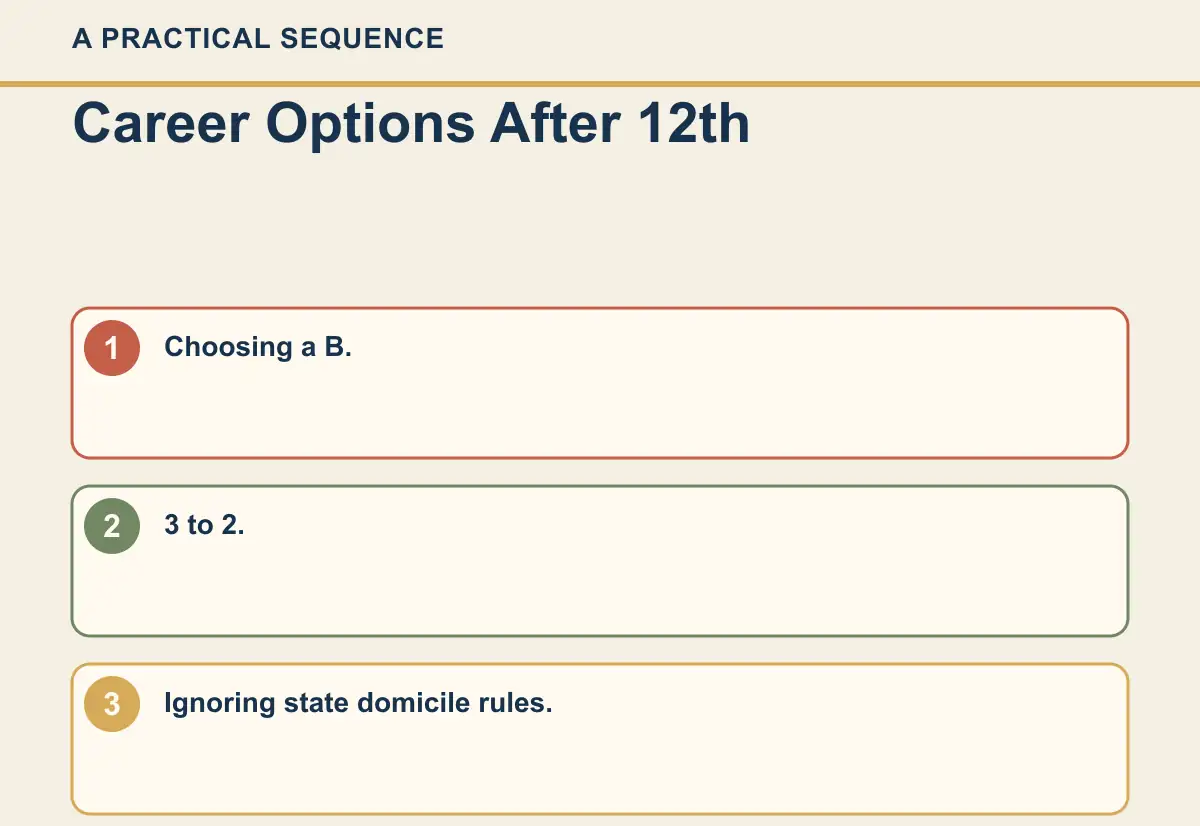 A PRACTICAL SEQUENCE
Career Options After 12th
1 Choosing a B.
2 3 to 2.
3 Ignoring state domicile rules.